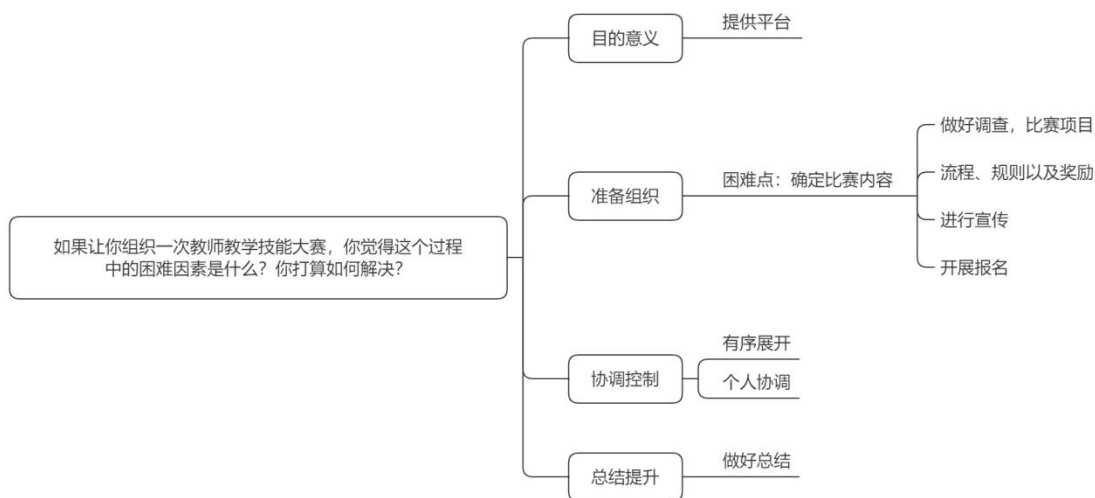 如果让你组织一次教师教学技能大赛，你觉得这个过程
中的困难因素是什么？你打算如何解决？
目的意义
提供平台
准备组织
困难点：确定比赛内容
做好调查，比赛项目
流程、规则以及奖励
进行宣传
开展报名
协调控制
有序展开
个人协调
总结提升
做好总结